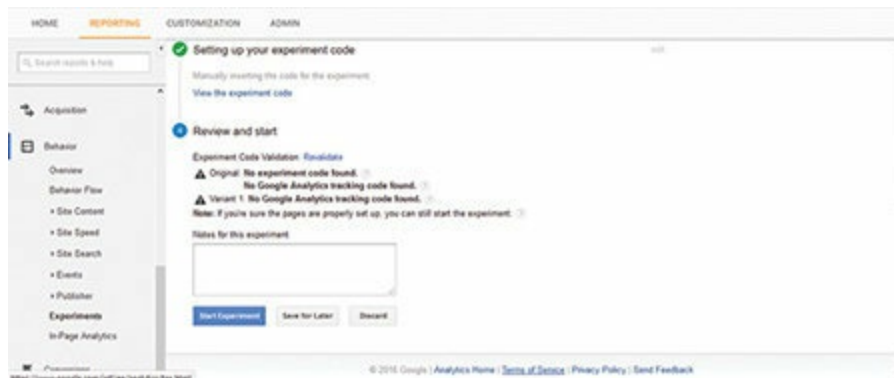 HOME REPORTING CUSTOMIZATION ADMIN
Search reports & help
Acquisition
Behavior
Overview
Behavior Flow
Site Content
Site Speed
Site Search
Events
Publisher
Experiments
In-Page Analytics
Setting up your experiment code
edit
Manually inserting the code for the experiment
View the experiment code
4 Review and start
Experiment Code Validation Revalidate
Original: No experiment code found. ?
No Google Analytics tracking code found. ?
Variant 1: No Google Analytics tracking code found. ?
Note: If you're sure the pages are properly set up, you can still start the experiment. ?
Notes for this experiment
Start Experiment Save for Later Discard
© 2016 Google | Analytics Home | Terms of Service | Privacy Policy | Send Feedback